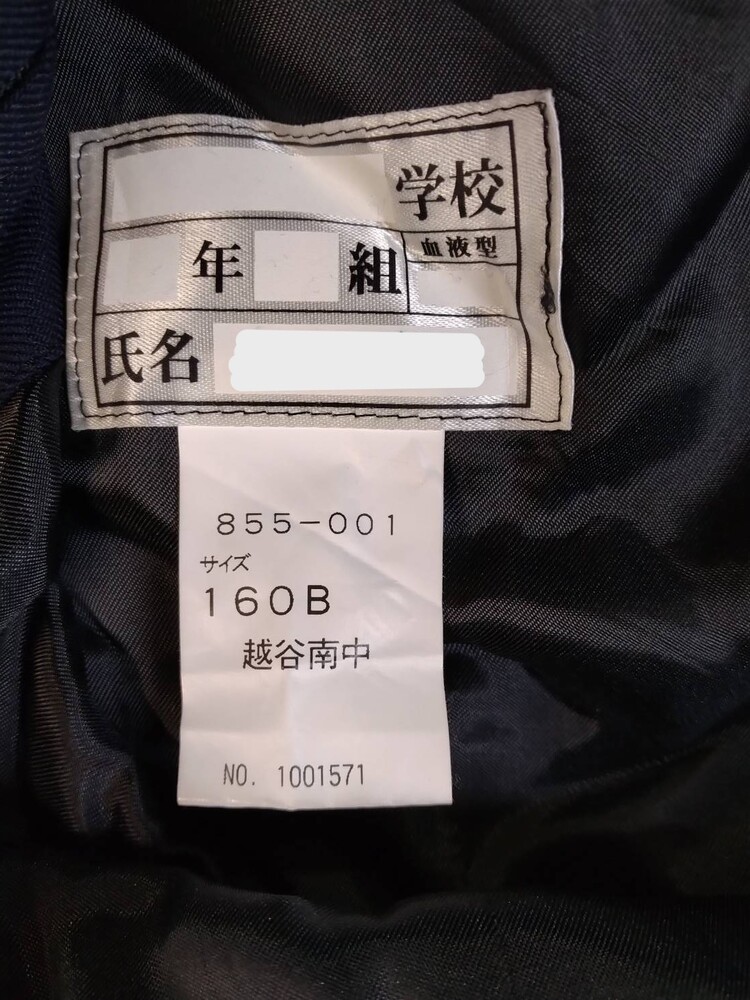 学校
年 組 血液型
氏名
855-001
サイズ
160B
越谷南中
NO. 1001571